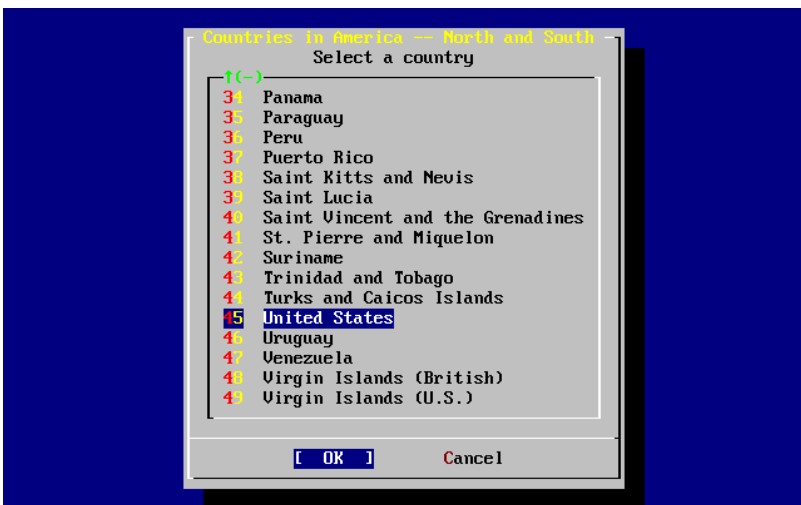 Countries in America -- North and South
Select a country
↑(-)
34 Panama
35 Paraguay
36 Peru
37 Puerto Rico
38 Saint Kitts and Nevis
39 Saint Lucia
40 Saint Vincent and the Grenadines
41 St. Pierre and Miquelon
42 Suriname
43 Trinidad and Tobago
44 Turks and Caicos Islands
45 United States
46 Uruguay
47 Venezuela
48 Virgin Islands (British)
49 Virgin Islands (U.S.)
[ OK ] Cancel